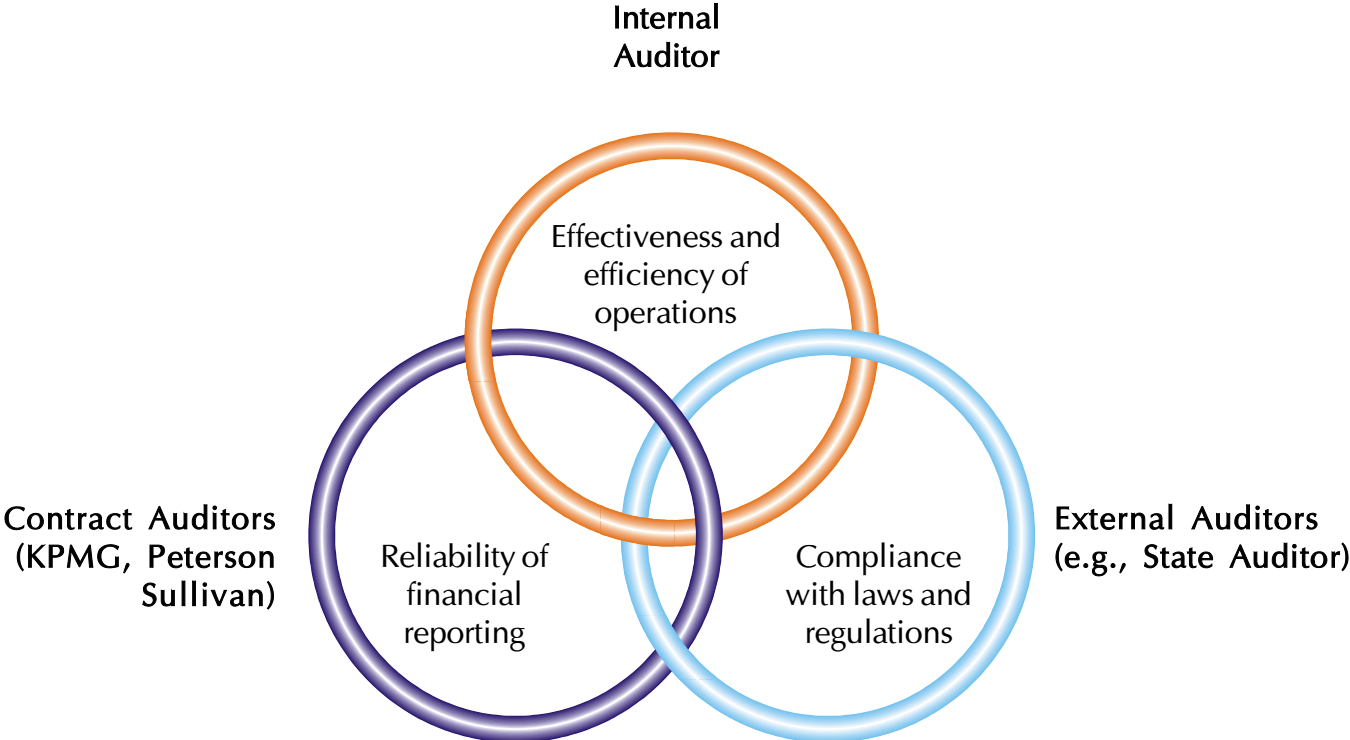 Internal
Auditor
Effectiveness and
efficiency of
operations
Contract Auditors
(KPMG, Peterson
Sullivan)
Reliability of
financial
reporting
Compliance
with laws and
regulations
External Auditors
(e.g., State Auditor)